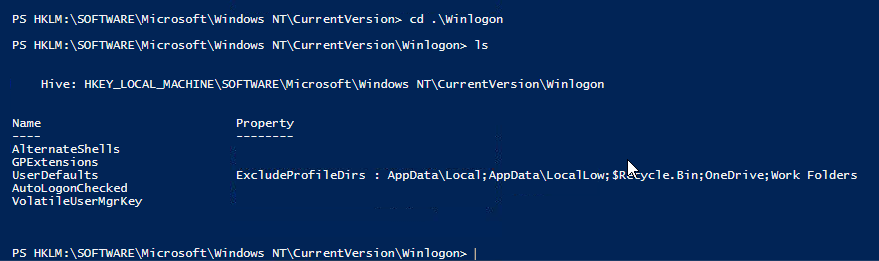 PS HKLM:\SOFTWARE\Microsoft\Windows NT\CurrentVersion> cd .\Winlogon
PS HKLM:\SOFTWARE\Microsoft\Windows NT\CurrentVersion\Winlogon> ls
Hive: HKEY_LOCAL_MACHINE\SOFTWARE\Microsoft\Windows NT\CurrentVersion\Winlogon
Name Property
---- --------
AlternateShells
GPExtensions
UserDefaults ExcludeProfileDirs : AppData\Local;AppData\LocalLow;$Recycle.Bin;OneDrive;Work Folders
AutoLogonChecked
VolatileUserMgrKey
PS HKLM:\SOFTWARE\Microsoft\Windows NT\CurrentVersion\Winlogon>